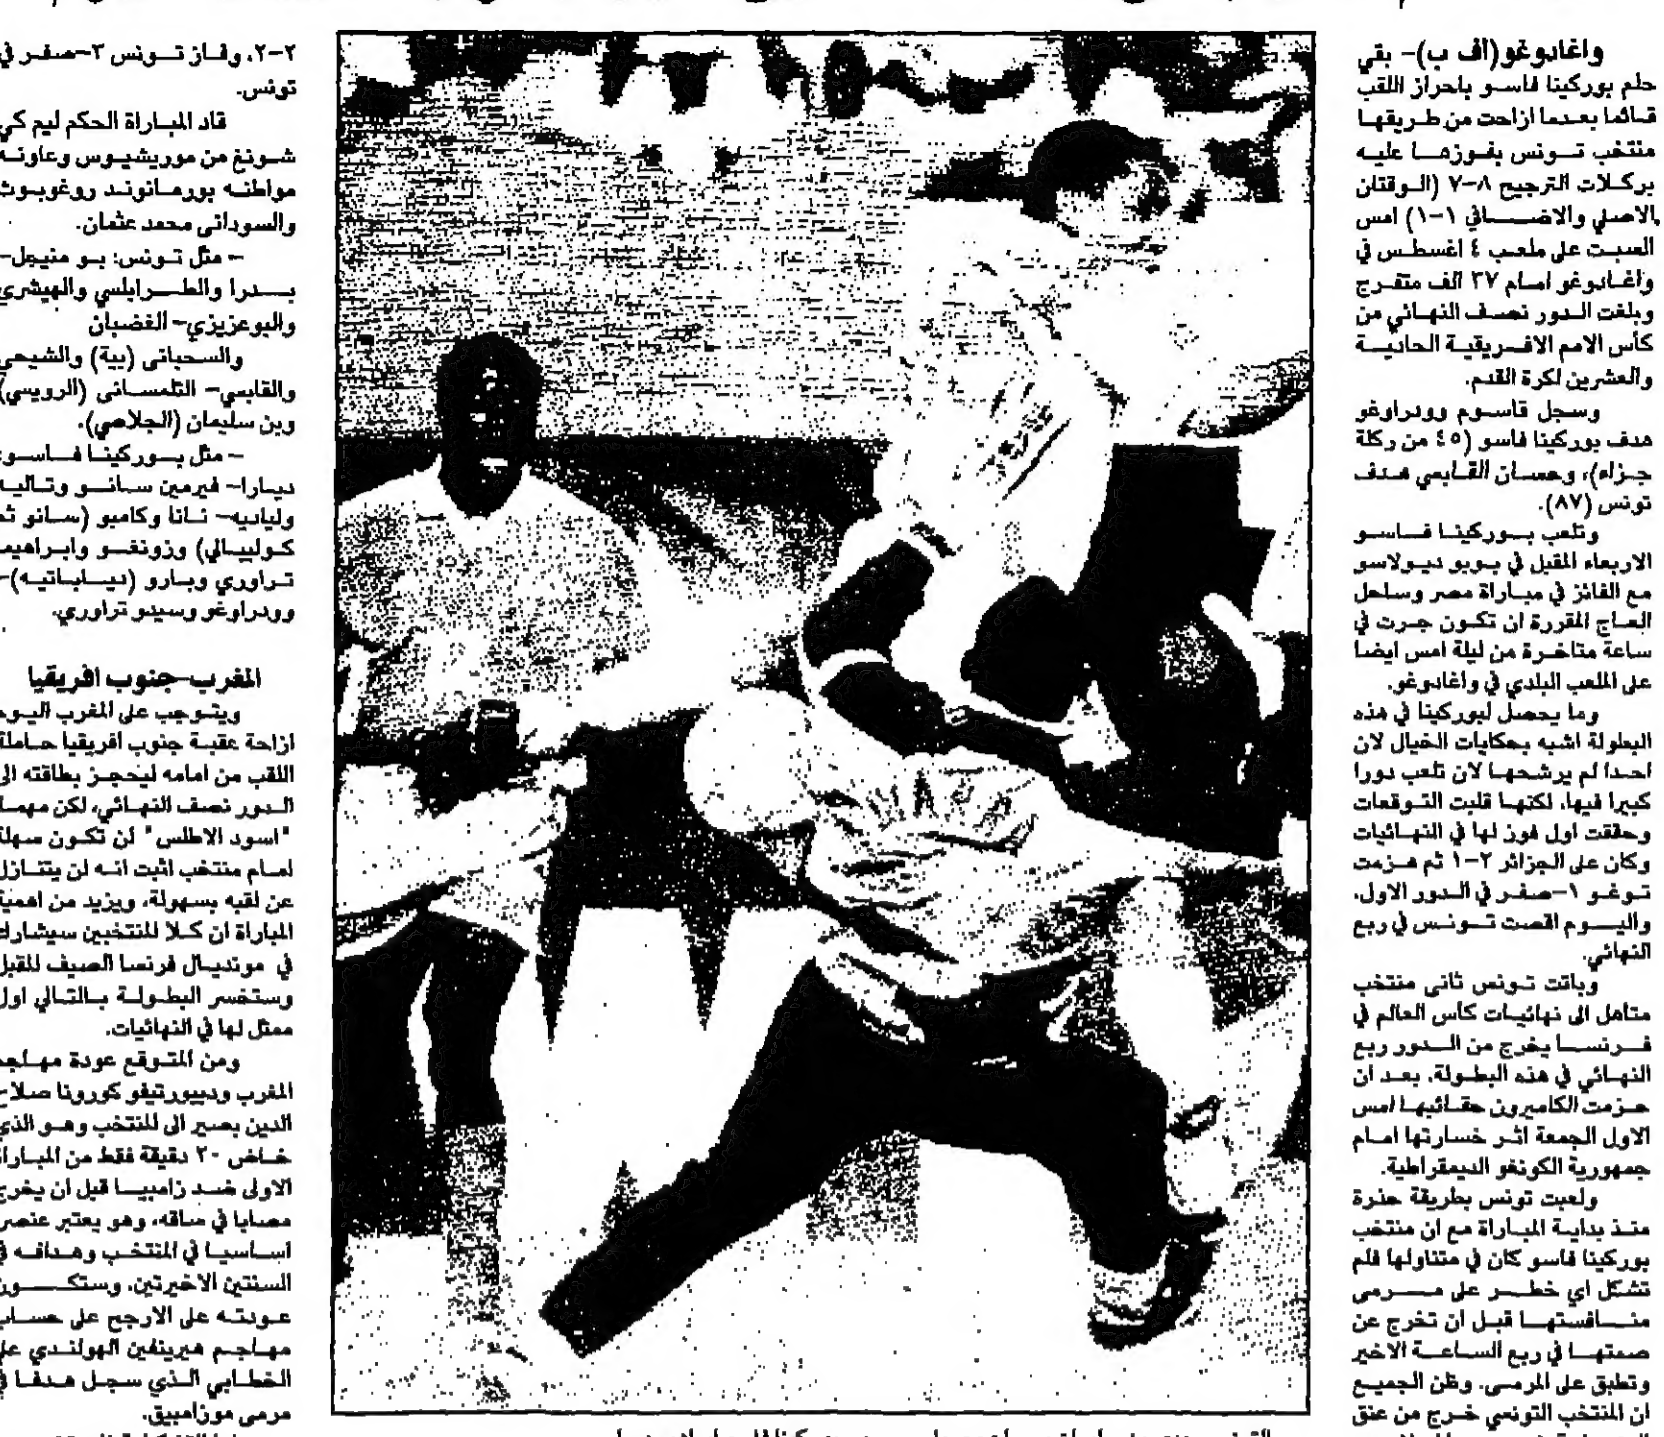 واغادوغو (أف ب)- بقي
حلم بوركينا فاسو باحراز اللقب
قائما بعدما ازاحت من طريقها
منتخب تونس بفوزها عليه
بركلات الترجيح ٨-٧ (الوقتان
الاصلي والاضافي ١-١) امس
السبت على ملعب ٤ اغسطس في
واغادوغو امام ٣٧ الف متفرج
وبلغت الدور نصف النهائي من
كأس الامم الافريقية الحادية
والعشرين لكرة القدم.
وسجل قاسوم وودراوغو
هدف بوركينا فاسو (٤٥ من ركلة
جزاء)، وحسان القابسي هدف
تونس (٨٧).
وتلعب بوركينا فاسو
الاربعاء المقبل في بوبو ديولاسو
مع الفائز في مباراة مصر وساحل
العاج المقررة ان تكون جرت في
ساعة متاخرة من ليلة امس ايضا
على الملعب البلدي في واغادوغو.
وما يحصل لبوركينا في هذه
البطولة اشبه بحكايات الخيال لان
احدا لم يرشحها لان تلعب دورا
كبيرا فيها، لكنها قلبت التوقعات
وحققت اول فوز لها في النهائيات
وكان على الجزائر ٢-١ ثم هزمت
توغو ١-صفر في الدور الاول،
واليوم اقصت تونس في ربع
النهائي.
وباتت تونس ثاني منتخب
متأهل الى نهائيات كأس العالم في
فرنسا يخرج من الدور ربع
النهائي في هذه البطولة، بعد ان
حزمت الكاميرون حقائبها امس
الاول الجمعة اثر خسارتها امام
جمهورية الكونغو الديمقراطية.
ولعبت تونس بطريقة حذرة
منذ بداية المباراة مع ان منتخب
بوركينا فاسو كان في متناولها فلم
تشكل اي خطر على مرمى
منافستها قبل ان تخرج عن
صمتها في ربع الساعة الاخير
وتطبق على المرمى. وظن الجميع
ان المنتخب التونسي خرج من عنق
٢-٢، وفاز تونس ٣-صفر في
تونس.
قاد المباراة الحكم ليم كي
شونغ من موريشيوس وعاونه
مواطنه بورمانوند روغوبوث
والسوداني محمد عثمان.
- مثل تونس: بو منيجل-
بدرا والطرابلسي والهيشري
والبوعزيزي- الغضبان
والسحباني (بية) والشيحي
والقابسي- التلمساني (الرويسي)
وبن سليمان (الجلاصي).
- مثل بوركينا فاسو:
ديارا- فيرمين سانو وتاليه
ولياديه- نانا وكامبو (سانو ثم
كوليبالي) وزونغو وابراهيم
تراوري وبارو (ديباباتيه)-
وودراوغو وسيدو تراوري.
المغرب-جنوب افريقيا
ويتوجب على المغرب اليوم
ازاحة عقبة جنوب افريقيا حاملة
اللقب من امامه ليحجز بطاقته الى
الدور نصف النهائي، لكن مهمة
"اسود الاطلس" لن تكون سهلة
امام منتخب اثبت انه لن يتنازل
عن لقبه بسهولة، ويزيد من اهمية
المباراة ان كلا المنتخبين سيشارك
في مونديال فرنسا الصيف المقبل
وستخسر البطولة بالتالي اول
ممثل لها في النهائيات.
ومن المتوقع عودة مهاجم
المغرب وديبورتيفو كورونا صلاح
الدين بصير الى المنتخب وهو الذي
خاض ٢٠ دقيقة فقط من المباراة
الاولى ضد زامبيا قبل ان يخرج
مصابا في ساقه، وهو يعتبر عنصر
اساسيا في المنتخب وهدافه في
السنتين الاخيرتين، وستكون
عودته على الارجح على حساب
مهاجم هيرينفين الهولندي علي
الخطابي الذي سجل هدفا في
مرمى موزامبيق.